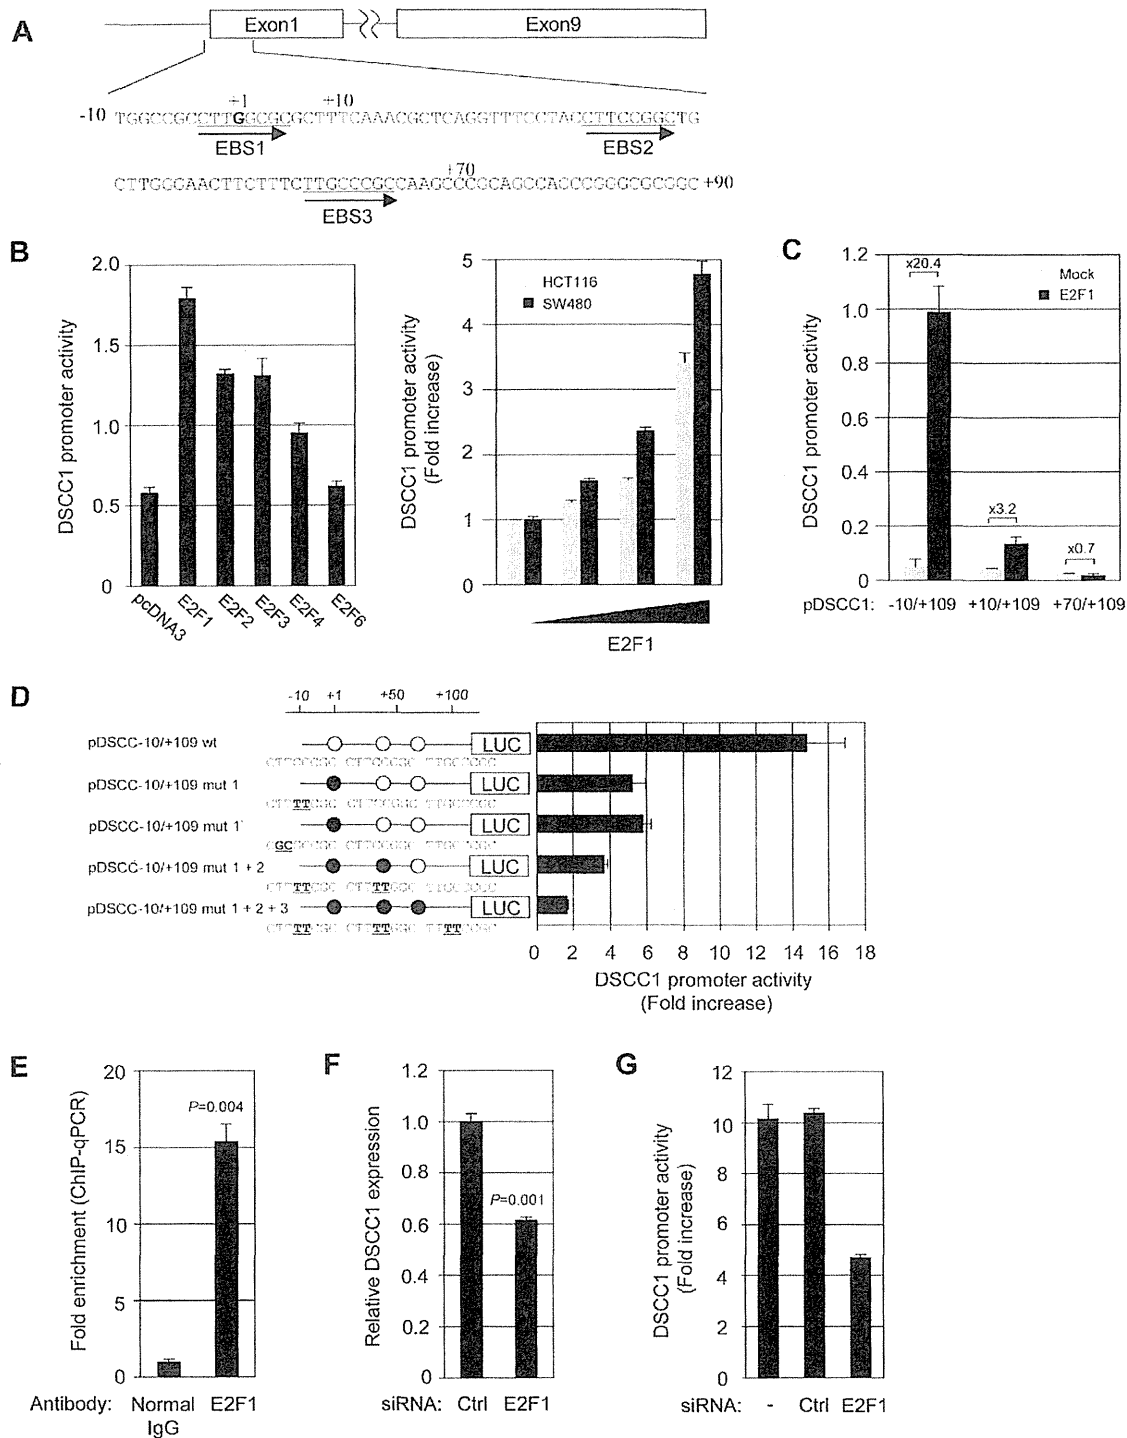 A
Exon1
Exon9
+1
+10
-10 TGGCCGCCTTGGCGCGCTTTCAAACGCTCAGGTTTCCTACCTTCCGGCTG
EBS1
EBS2
+70
CTTGCGAACTTCTTTCTTGCCCGCCAAGCCCGCAGCCACCCGGGCGCGGC +90
EBS3
B
DSCC1 promoter activity
2.0
1.5
1.0
0.5
0
pcDNA3
E2F1
E2F2
E2F3
E2F4
E2F6
DSCC1 promoter activity
(Fold increase)
5
4
3
2
1
0
HCT116
SW480
E2F1
C
DSCC1 promoter activity
1.2
1.0
0.8
0.6
0.4
0.2
0
x20.4
x3.2
x0.7
Mock
E2F1
pDSCC1: -10/+109 +10/+109 +70/+109
D
-10 +1 +50 +100
pDSCC-10/+109 wt
LUC
pDSCC-10/+109 mut 1
LUC
TT
pDSCC-10/+109 mut 1'
LUC
GC
pDSCC-10/+109 mut 1 + 2
LUC
TT TT
pDSCC-10/+109 mut 1 + 2 + 3
LUC
TT TT TT
0 2 4 6 8 10 12 14 16 18
DSCC1 promoter activity
(Fold increase)
E
Fold enrichment (ChIP-qPCR)
20
15
10
5
0
P=0.004
Antibody: Normal IgG E2F1
F
Relative DSCC1 expression
1.2
1.0
0.8
0.6
0.4
0.2
0
P=0.001
siRNA: Ctrl E2F1
G
DSCC1 promoter activity
(Fold increase)
12
10
8
6
4
2
0
siRNA: - Ctrl E2F1